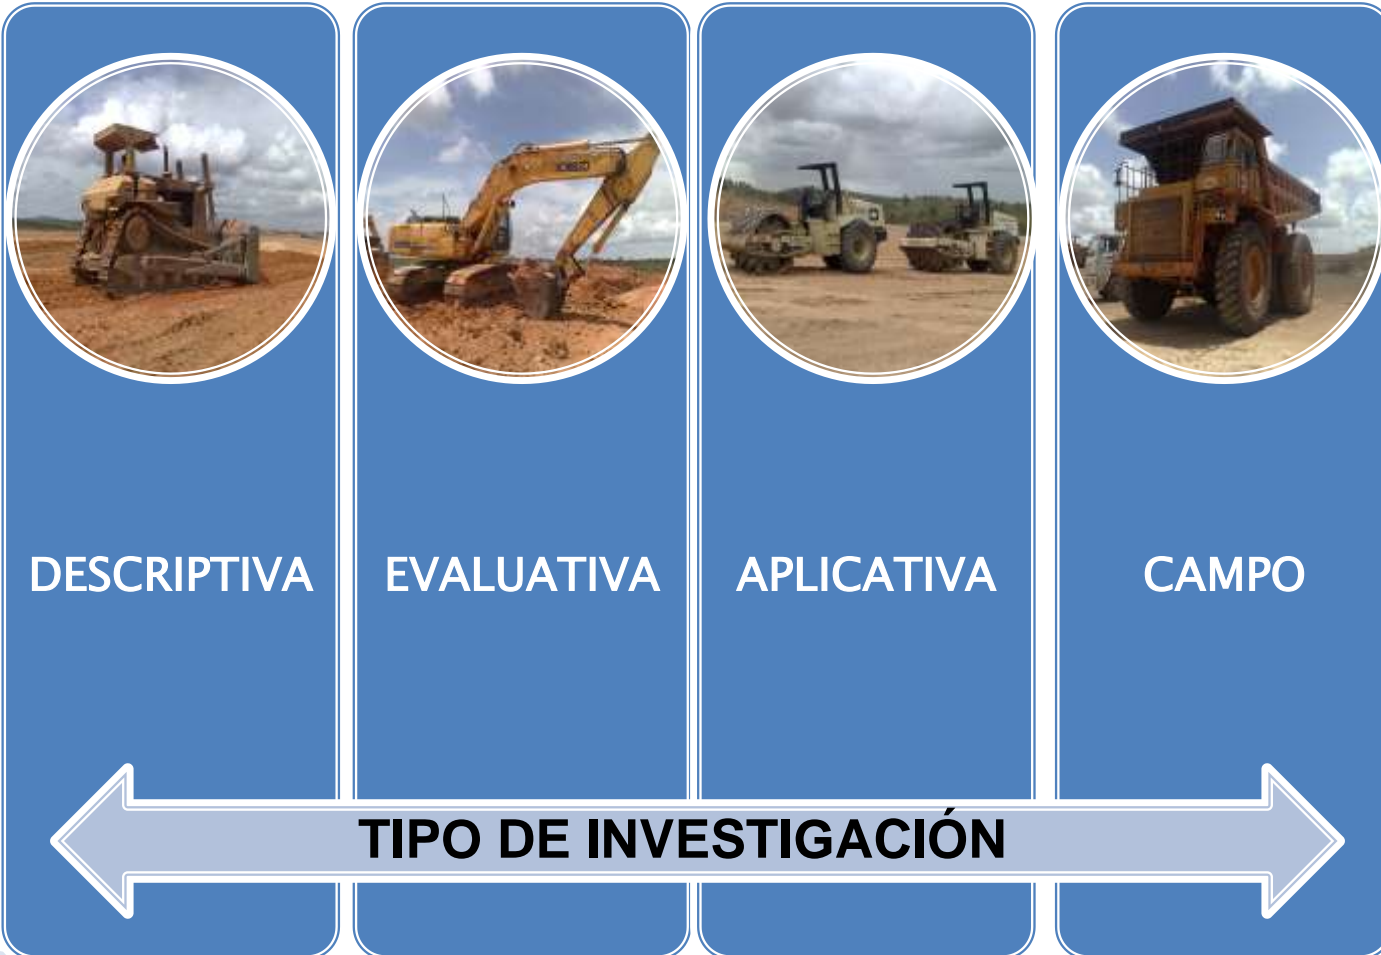 DESCRIPTIVA
EVALUATIVA
APLICATIVA
CAMPO
TIPO DE INVESTIGACIÓN